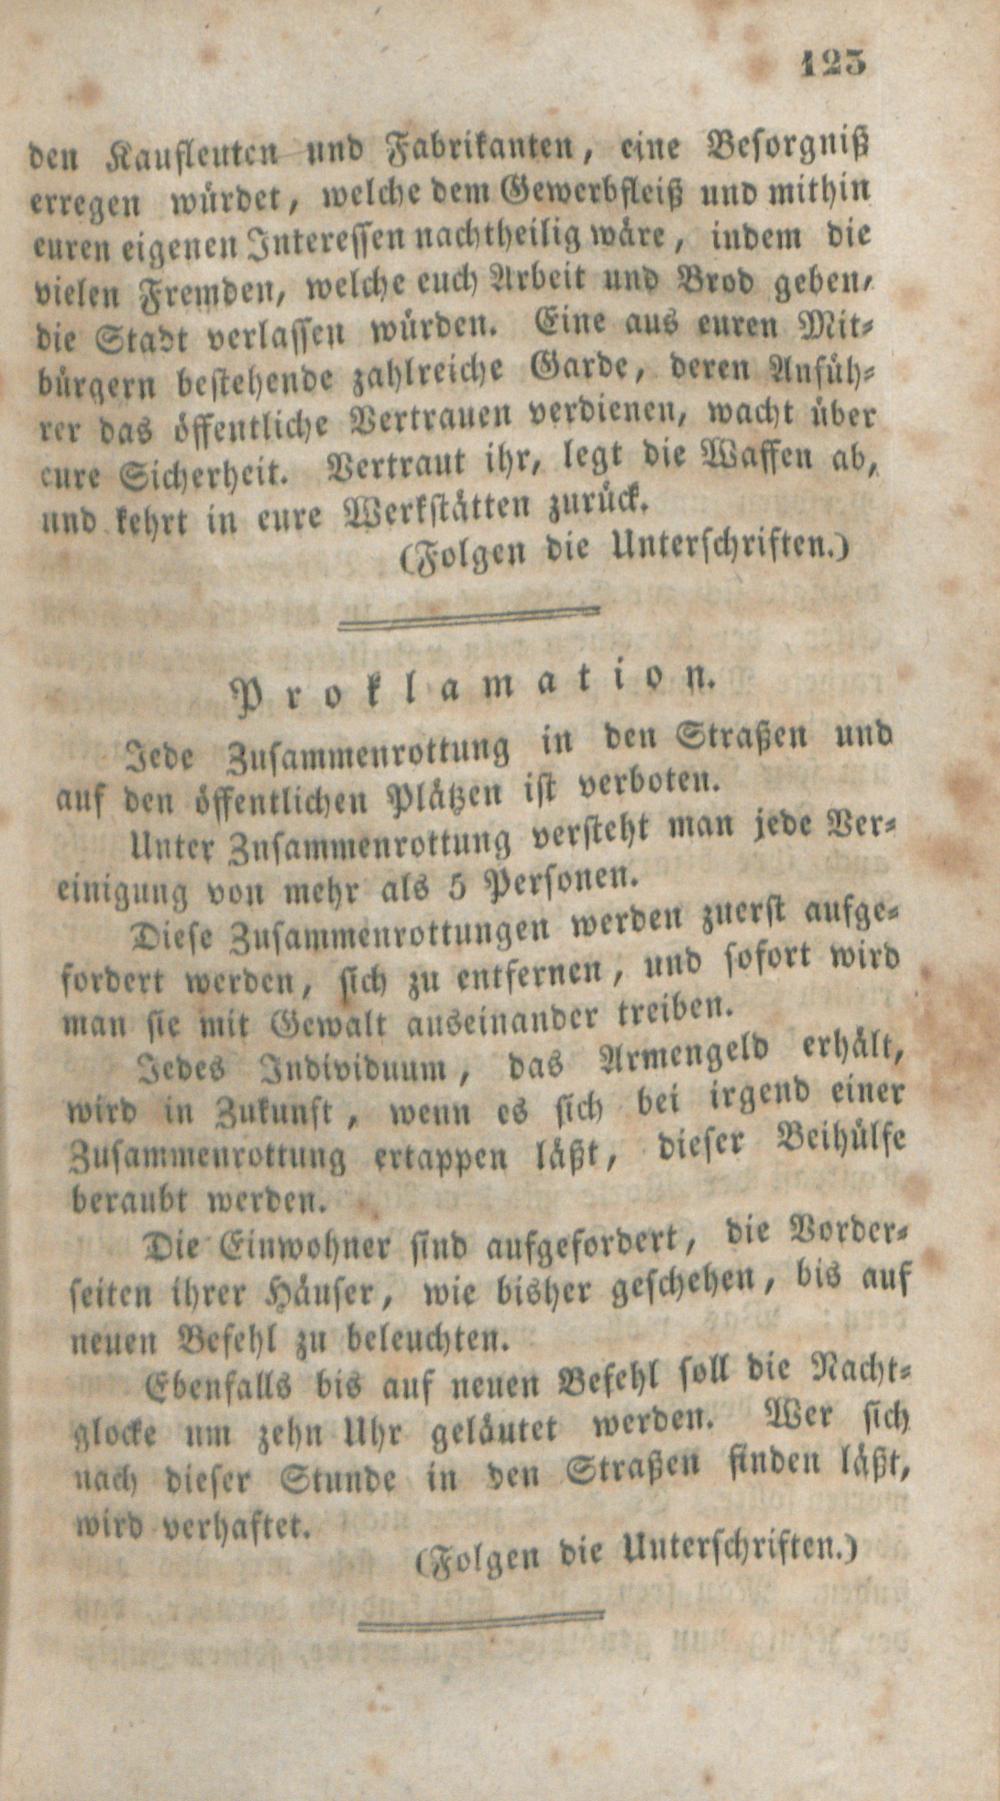 123
den Kaufleuten und Fabrikanten, eine Besorgniß
erregen würdet, welche dem Gewerbfleiß und mithin
euren eigenen Interessen nachtheilig wäre, indem die
vielen Fremden, welche euch Arbeit und Brod geben,
die Stadt verlassen würden. Eine aus euren Mit-
bürgern bestehende zahlreiche Garde, deren Anfüh-
rer das öffentliche Vertrauen verdienen, wacht über
eure Sicherheit. Vertraut ihr, legt die Waffen ab,
und kehrt in eure Werkstätten zurück.
(Folgen die Unterschriften.)
Proklamation.
Jede Zusammenrottung in den Straßen und
auf den öffentlichen Plätzen ist verboten.
Unter Zusammenrottung versteht man jede Ver-
einigung von mehr als 5 Personen.
Diese Zusammenrottungen werden zuerst aufge-
fordert werden, sich zu entfernen, und sofort wird
man sie mit Gewalt auseinander treiben.
Jedes Individuum, das Armengeld erhält,
wird in Zukunft, wenn es sich bei irgend einer
Zusammenrottung ertappen läßt, dieser Beihülfe
beraubt werden.
Die Einwohner sind aufgefordert, die Vorder-
seiten ihrer Häuser, wie bisher geschehen, bis auf
neuen Befehl zu beleuchten.
Ebenfalls bis auf neuen Befehl soll die Nacht-
glocke um zehn Uhr geläutet werden. Wer sich
nach dieser Stunde in den Straßen finden läßt,
wird verhaftet.
(Folgen die Unterschriften.)